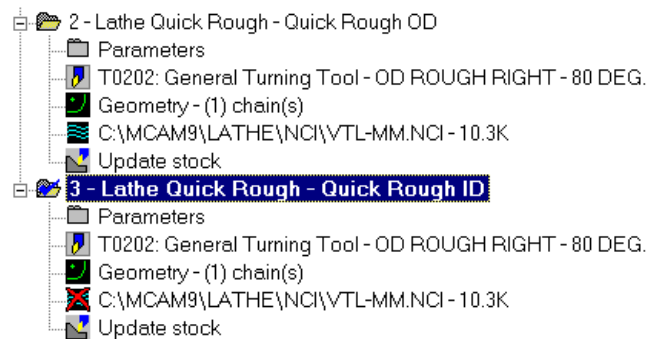 2 - Lathe Quick Rough - Quick Rough OD
Parameters
T0202: General Turning Tool - OD ROUGH RIGHT - 80 DEG.
Geometry - (1) chain(s)
C:\MCAM9\LATHE\NCI\VTL-MM.NCI - 10.3K
Update stock
3 - Lathe Quick Rough - Quick Rough ID
Parameters
T0202: General Turning Tool - OD ROUGH RIGHT - 80 DEG.
Geometry - (1) chain(s)
C:\MCAM9\LATHE\NCI\VTL-MM.NCI - 10.3K
Update stock